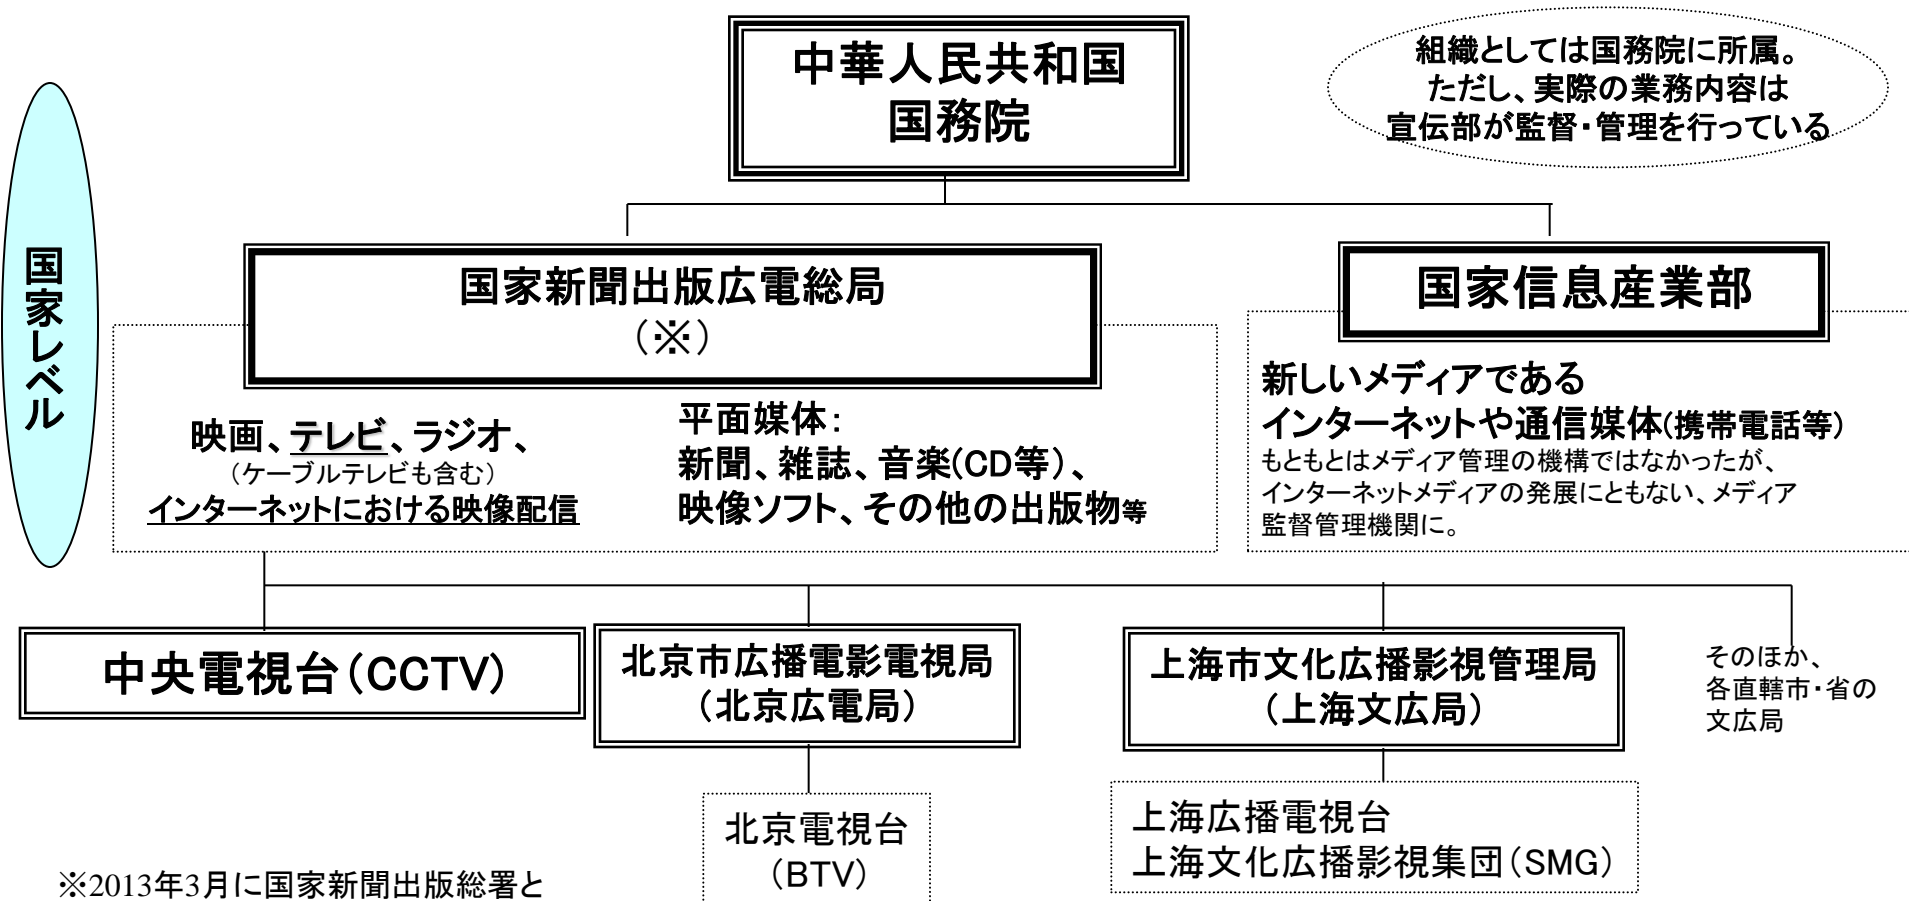 中華人民共和国
国務院
組織としては国務院に所属。
ただし、実際の業務内容は
宣伝部が監督・管理を行っている
国家レベル
国家新聞出版広電総局
（※）
国家信息産業部
映画、テレビ、ラジオ、
（ケーブルテレビも含む）
インターネットにおける映像配信
平面媒体：
新聞、雑誌、音楽(CD等)、
映像ソフト、その他の出版物等
新しいメディアである
インターネットや通信媒体(携帯電話等)
もともとはメディア管理の機構ではなかったが、
インターネットメディアの発展にともない、メディア
監督管理機関に。
中央電視台（CCTV）
北京市広播電影電視局
（北京広電局）
上海市文化広播影視管理局
（上海文広局）
そのほか、
各直轄市・省の
文広局
北京電視台
（BTV）
上海広播電視台
上海文化広播影視集団（SMG）
※2013年3月に国家新聞出版総署と